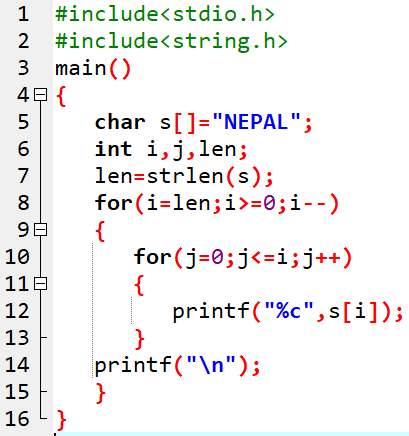 1 #include<stdio.h>
2 #include<string.h>
3 main()
4 {
5 char s[]="NEPAL";
6 int i,j,len;
7 len=strlen(s);
8 for(i=len;i>=0;i--)
9 {
10 for(j=0;j<=i;j++)
11 {
12 printf("%c",s[i]);
13 }
14 printf("\n");
15 }
16 }